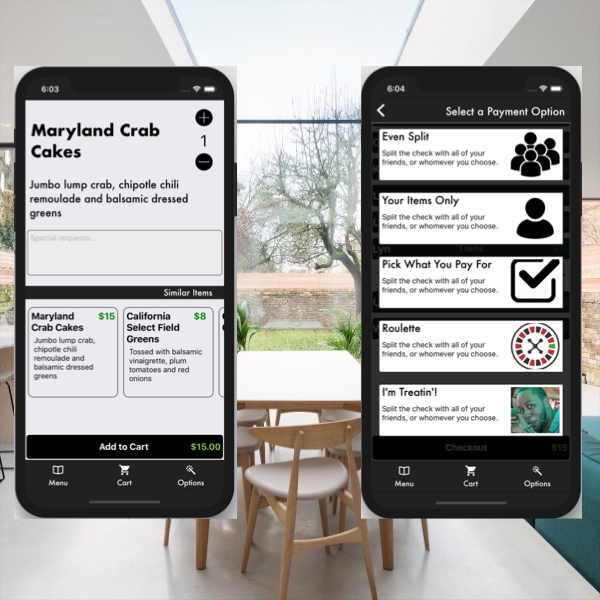 6:03
Maryland Crab
Cakes
1
Jumbo lump crab, chipotle chili
remoulade and balsamic dressed
greens
Special requests...
Similar Items
Maryland
Crab Cakes
$15
Jumbo lump crab,
chipotle chili
remoulade and
balsamic dressed
greens
California
Select Field
Greens
$8
Tossed with balsamic
vinaigrette, plum
tomatoes and red
onions
Add to Cart
$15.00
Menu
Cart
Options
6:04
Select a Payment Option
Even Split
Split the check with all of your
friends, or whomever you choose.
Your Items Only
Split the check with all of your
friends, or whomever you choose.
Lyn
1 items
Pick What You Pay For
Split the check with all of your
friends, or whomever you choose.
Roulette
Split the check with all of your
friends, or whomever you choose.
I'm Treatin'!
Split the check with all of your
friends, or whomever you choose.
Checkout
$15
Menu
Cart
Options